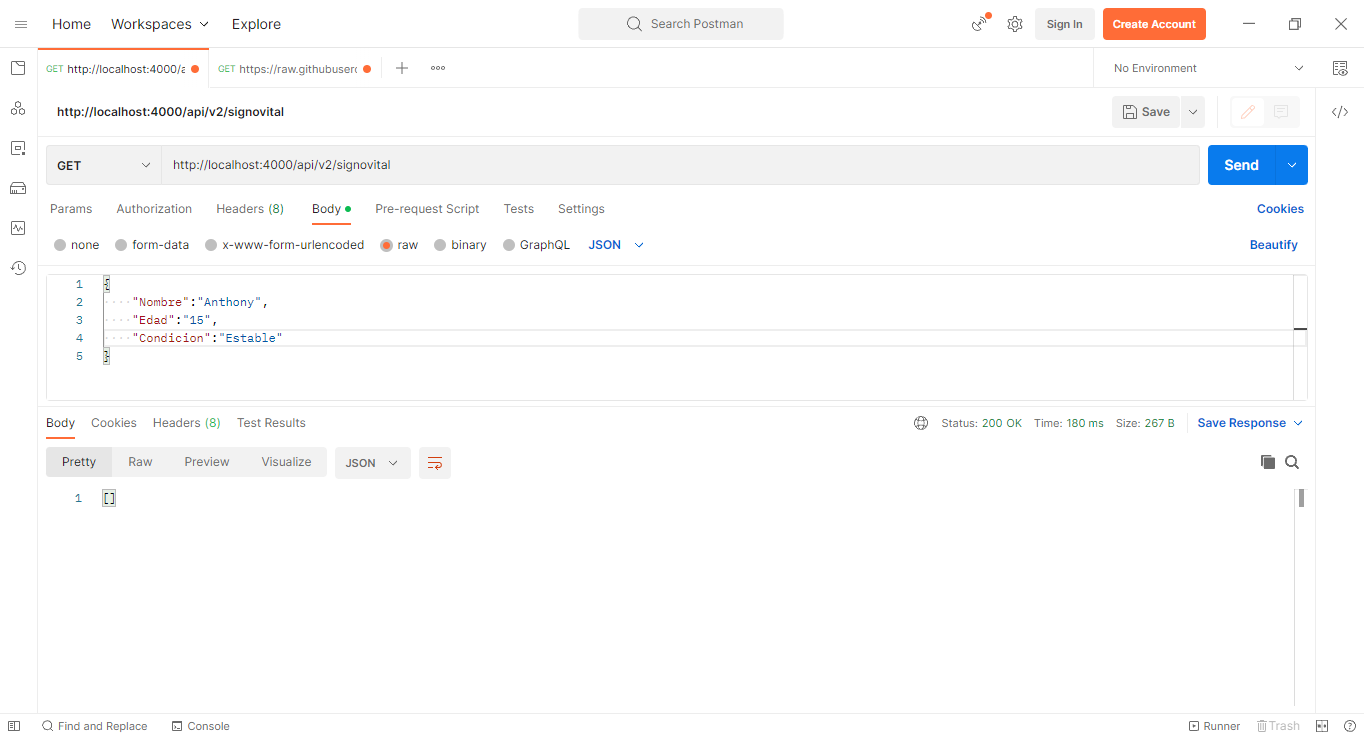 Home Workspaces Explore Search Postman Sign In Create Account
GET http://localhost:4000/a GET https://raw.githubuserc No Environment
http://localhost:4000/api/v2/signovital Save
GET http://localhost:4000/api/v2/signovital Send
Params Authorization Headers (8) Body Pre-request Script Tests Settings Cookies
none form-data x-www-form-urlencoded raw binary GraphQL JSON Beautify
1 {
2 "Nombre":"Anthony",
3 "Edad":"15",
4 "Condicion":"Estable"
5 }
Body Cookies Headers (8) Test Results Status: 200 OK Time: 180 ms Size: 267 B Save Response
Pretty Raw Preview Visualize JSON
1 []
Find and Replace Console Runner Trash